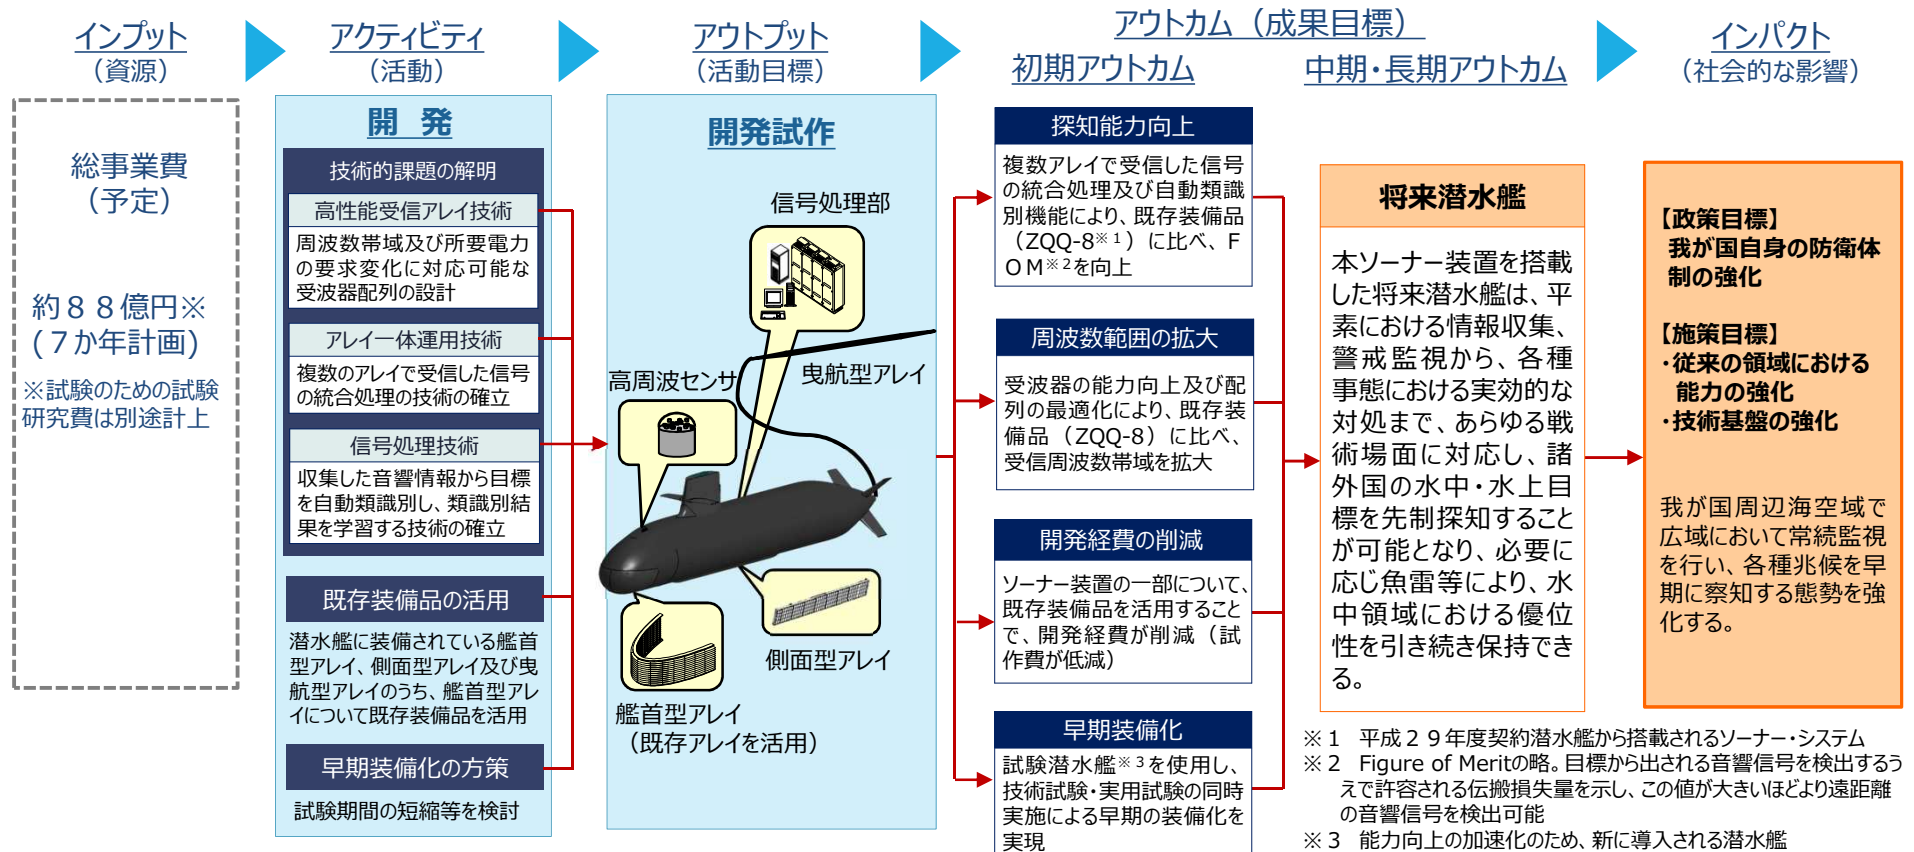 インプット
（資源）
アクティビティ
（活動）
アウトプット
（活動目標）
アウトカム（成果目標）
初期アウトカム
中期・長期アウトカム
インパクト
（社会的な影響）
総事業費
（予定）
約８８億円※
(７か年計画)
※試験のための試験
研究費は別途計上
開　発
技術的課題の解明
高性能受信アレイ技術
周波数帯域及び所要電力
の要求変化に対応可能な
受波器配列の設計
アレイ一体運用技術
複数のアレイで受信した信号
の統合処理の技術の確立
信号処理技術
収集した音響情報から目標
を自動類識別し、類識別結
果を学習する技術の確立
既存装備品の活用
潜水艦に装備されている艦首
型アレイ、側面型アレイ及び曳
航型アレイのうち、艦首型アレ
イについて既存装備品を活用
早期装備化の方策
試験期間の短縮等を検討
開発試作
信号処理部
高周波センサ
曳航型アレイ
側面型アレイ
艦首型アレイ
（既存アレイを活用）
探知能力向上
複数アレイで受信した信号
の統合処理及び自動類識
別機能により、既存装備品
（ZQQ-8※１）に比べ、Ｆ
ＯＭ※２を向上
周波数範囲の拡大
受波器の能力向上及び配
列の最適化により、既存装
備品（ZQQ-8）に比べ、
受信周波数帯域を拡大
開発経費の削減
ソーナー装置の一部について、
既存装備品を活用すること
で、開発経費が削減（試
作費が低減）
早期装備化
試験潜水艦※３を使用し、
技術試験・実用試験の同時
実施による早期の装備化を
実現
将来潜水艦
本ソーナー装置を搭載
した将来潜水艦は、平
素における情報収集、
警戒監視から、各種
事態における実効的な
対処まで、あらゆる戦
術場面に対応し、諸
外国の水中・水上目
標を先制探知すること
が可能となり、必要に
応じ魚雷等により、水
中領域における優位
性を引き続き保持でき
る。
【政策目標】
我が国自身の防衛体
制の強化
【施策目標】
・従来の領域における
能力の強化
・技術基盤の強化
我が国周辺海空域で
広域において常続監視
を行い、各種兆候を早
期に察知する態勢を強
化する。
※１　平成２９年度契約潜水艦から搭載されるソーナー・システム
※２　Figure of Meritの略。目標から出される音響信号を検出するう
えで許容される伝搬損失量を示し、この値が大きいほどより遠距離
の音響信号を検出可能
※３　能力向上の加速化のため、新に導入される潜水艦